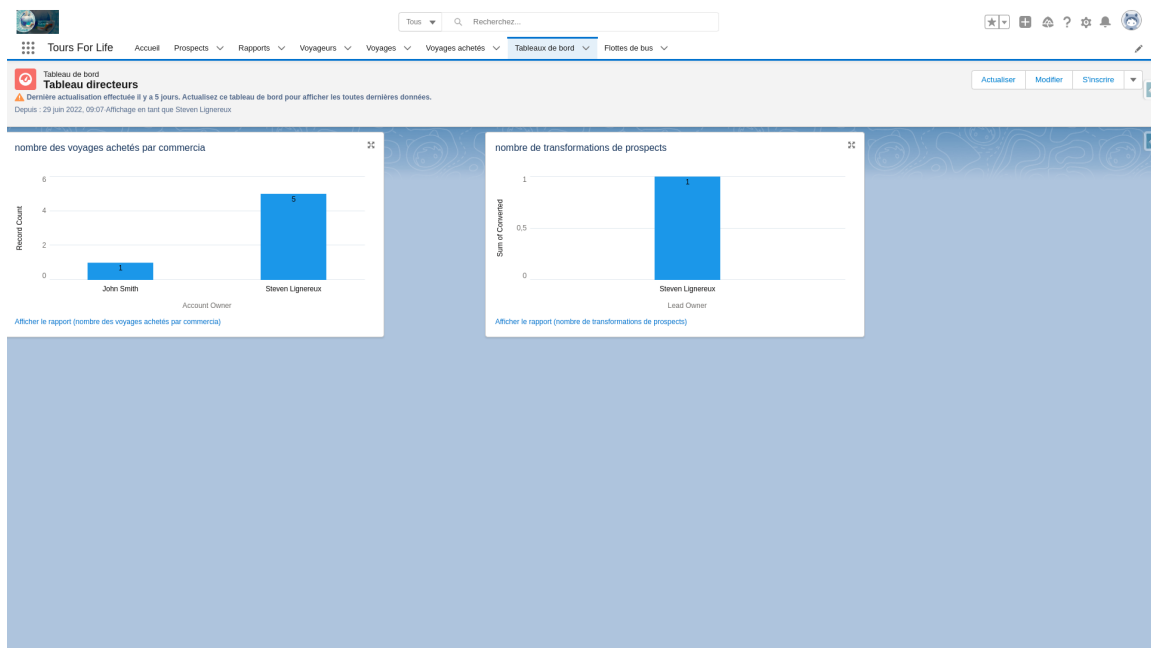 Tous
Recherchez...
Tours For Life Accueil Prospects Rapports Voyageurs Voyages Voyages achetés Tableaux de bord Flottes de bus
Tableau de bord
Tableau directeurs
Dernière actualisation effectuée il y a 5 jours. Actualisez ce tableau de bord pour afficher les toutes dernières données.
Depuis : 29 juin 2022, 09:07·Affichage en tant que Steven Lignereux
Actualiser Modifier S'inscrire
nombre des voyages achetés par commercia
6
4
2
0
Record Count
1
5
John Smith Steven Lignereux
Account Owner
Afficher le rapport (nombre des voyages achetés par commercia)
nombre de transformations de prospects
1
0,5
0
Sum of Converted
1
Steven Lignereux
Lead Owner
Afficher le rapport (nombre de transformations de prospects)